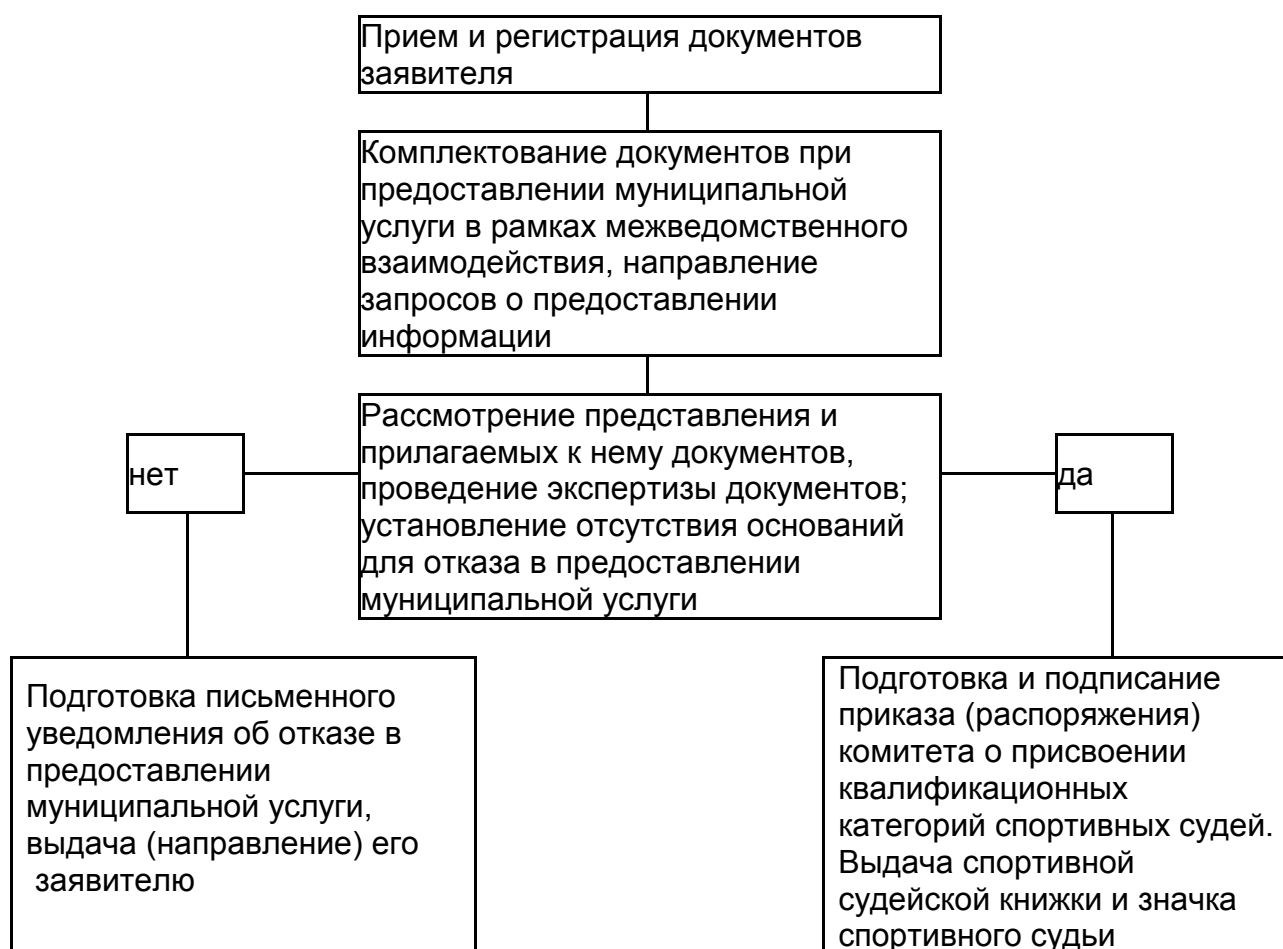 Прием и регистрация документов
заявителя
Комплектование документов при
предоставлении муниципальной
услуги в рамках межведомственного
взаимодействия, направление
запросов о предоставлении
информации
Рассмотрение представления и
прилагаемых к нему документов,
проведение экспертизы документов;
установление отсутствия оснований
для отказа в предоставлении
муниципальной услуги
нет
да
Подготовка письменного
уведомления об отказе в
предоставлении
муниципальной услуги,
выдача (направление) его
заявителю
Подготовка и подписание
приказа (распоряжения)
комитета о присвоении
квалификационных
категорий спортивных судей.
Выдача спортивной
судейской книжки и значка
спортивного судьи